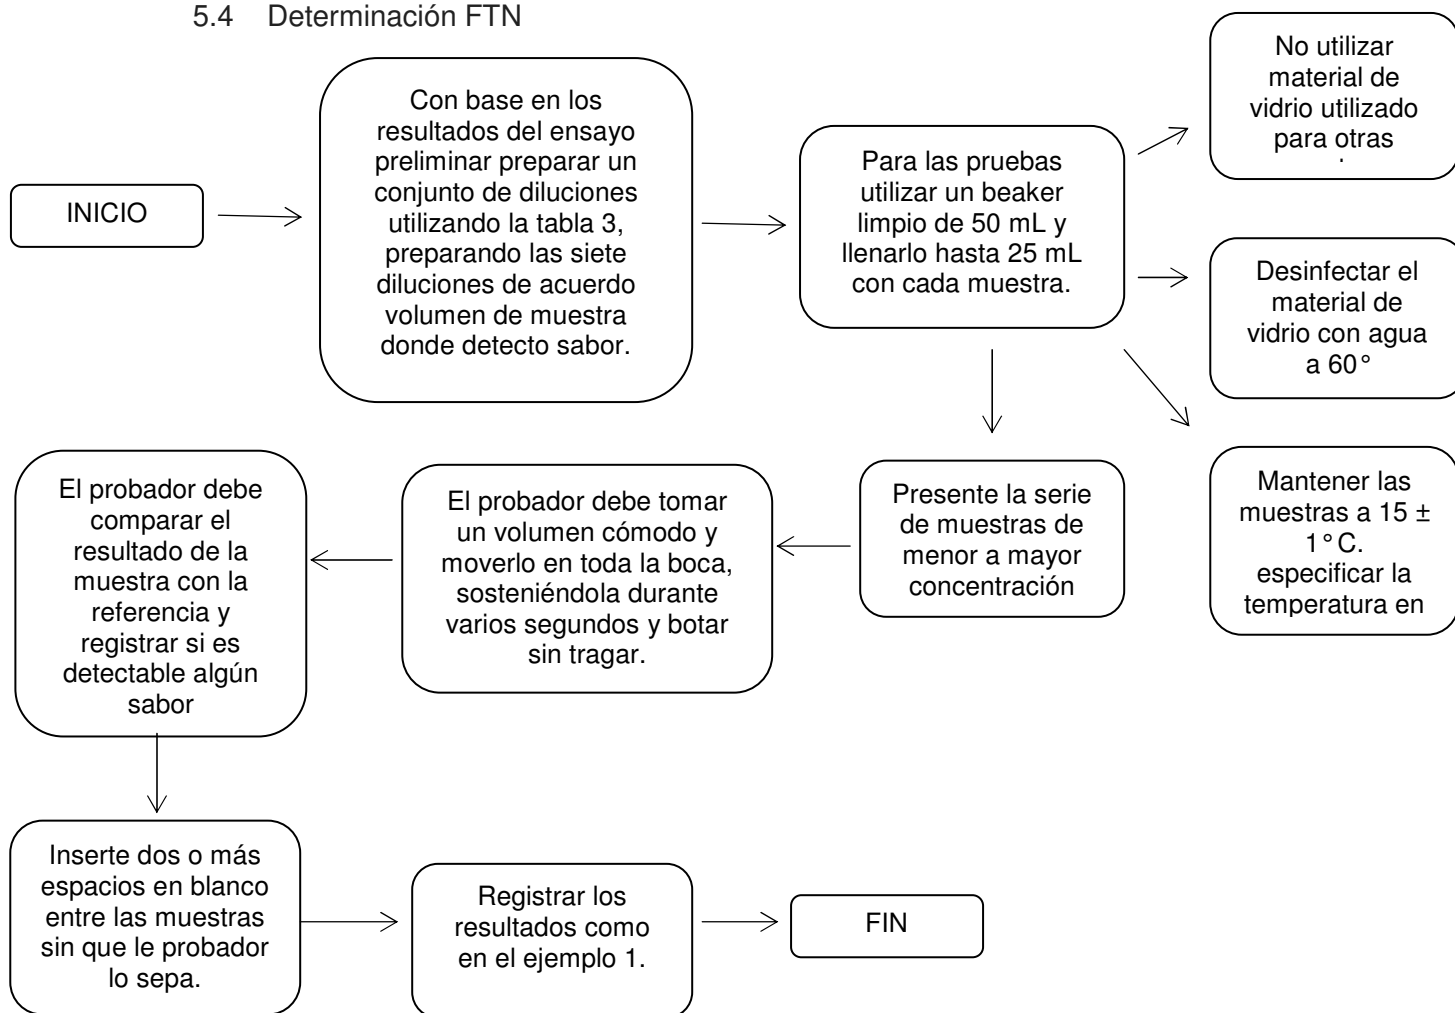 5.4 Determinación FTN
INICIO
Con base en los
resultados del ensayo
preliminar preparar un
conjunto de diluciones
utilizando la tabla 3,
preparando las siete
diluciones de acuerdo
volumen de muestra
donde detecto sabor.
Para las pruebas
utilizar un beaker
limpio de 50 mL y
llenarlo hasta 25 mL
con cada muestra.
No utilizar
material de
vidrio utilizado
para otras
Desinfectar el
material de
vidrio con agua
a 60°
Mantener las
muestras a 15 ±
1°C.
especificar la
temperatura en
Presente la serie
de muestras de
menor a mayor
concentración
El probador debe tomar
un volumen cómodo y
moverlo en toda la boca,
sosteniéndola durante
varios segundos y botar
sin tragar.
El probador debe
comparar el
resultado de la
muestra con la
referencia y
registrar si es
detectable algún
sabor
Inserte dos o más
espacios en blanco
entre las muestras
sin que le probador
lo sepa.
Registrar los
resultados como
en el ejemplo 1.
FIN